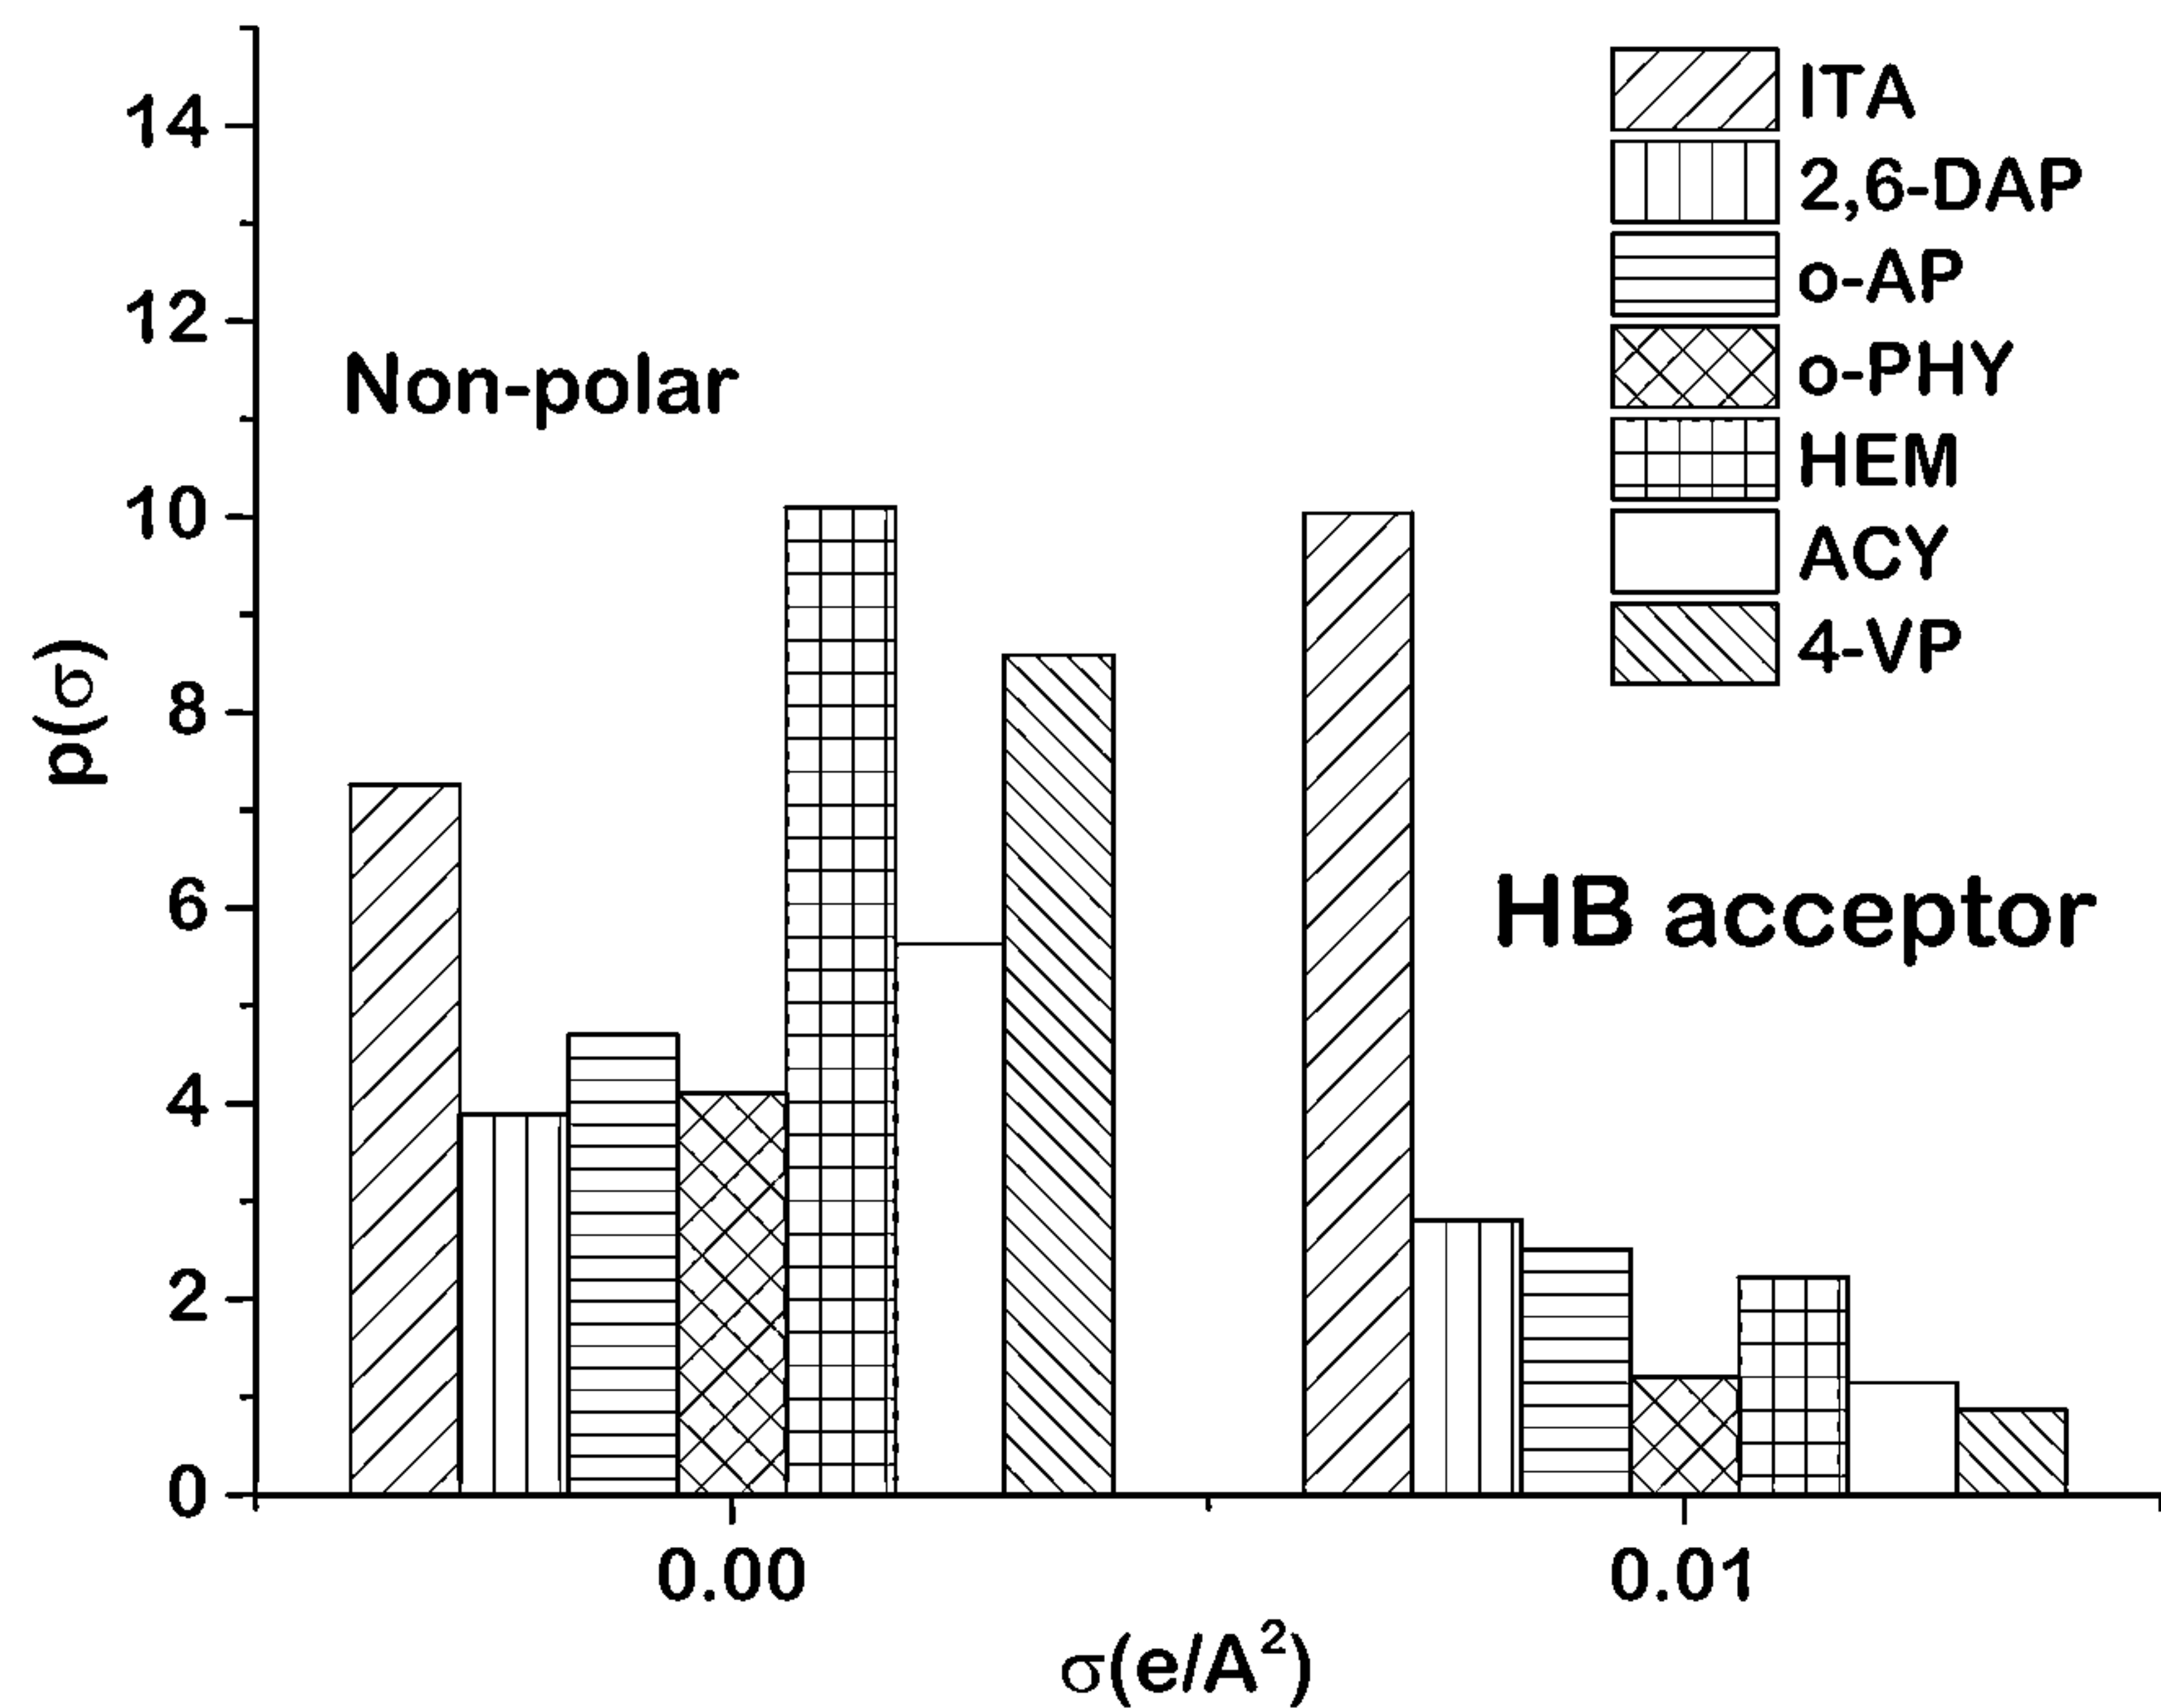 14
12
10
8
6
4
2
0
p(σ)
Non-polar
HB acceptor
ITA
2,6-DAP
o-AP
o-PHY
HEM
ACY
4-VP
0.00
0.01
σ(e/A²)